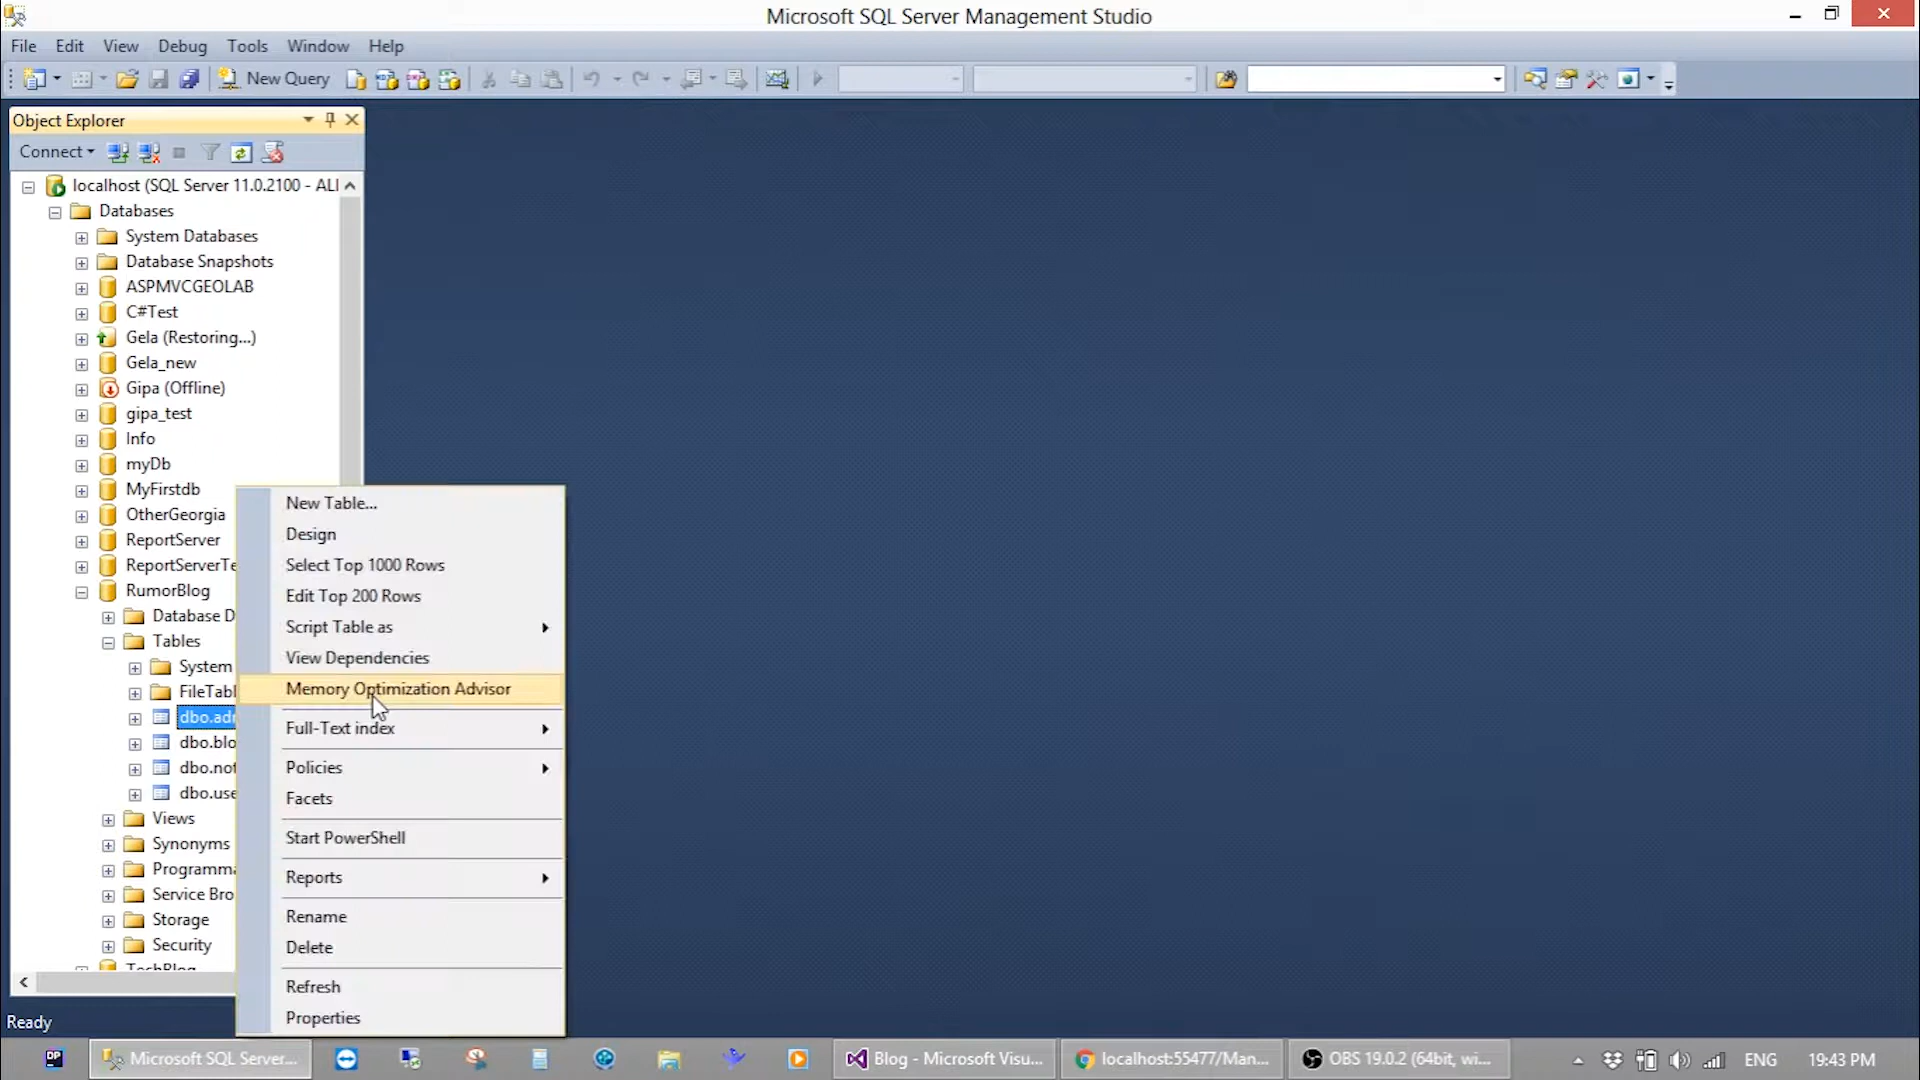 Microsoft SQL Server Management Studio
File Edit View Debug Tools Window Help
New Query
Object Explorer
Connect
localhost (SQL Server 11.0.2100 - ALI
Databases
System Databases
Database Snapshots
ASPMVCGEOLAB
C#Test
Gela (Restoring...)
Gela_new
Gipa (Offline)
gipa_test
Info
myDb
MyFirstdb
OtherGeorgia
ReportServer
ReportServerTe
RumorBlog
Database D
Tables
System
FileTabl
dbo.adr
dbo.blo
dbo.not
dbo.use
Views
Synonyms
Programma
Service Bro
Storage
Security
TechBlog
New Table...
Design
Select Top 1000 Rows
Edit Top 200 Rows
Script Table as
View Dependencies
Memory Optimization Advisor
Full-Text index
Policies
Facets
Start PowerShell
Reports
Rename
Delete
Refresh
Properties
Ready
DP
Microsoft SQL Server...
Blog - Microsoft Visu...
localhost:55477/Man...
OBS 19.0.2 (64bit, wi...
ENG
19:43 PM